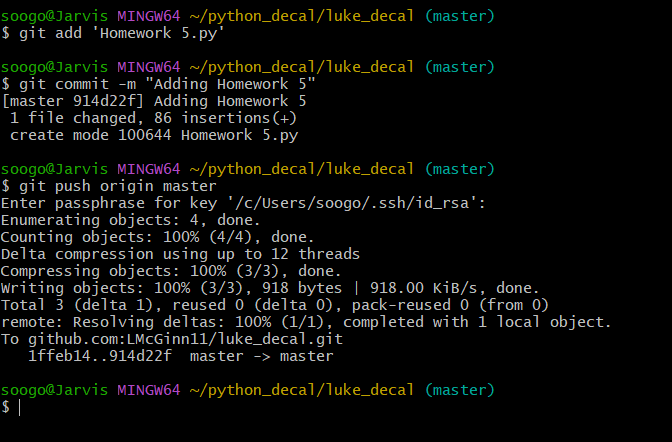 soogo@Jarvis MINGW64 ~/python_decal/luke_decal (master)
$ git add 'Homework 5.py'
soogo@Jarvis MINGW64 ~/python_decal/luke_decal (master)
$ git commit -m "Adding Homework 5"
[master 914d22f] Adding Homework 5
 1 file changed, 86 insertions(+)
 create mode 100644 Homework 5.py
soogo@Jarvis MINGW64 ~/python_decal/luke_decal (master)
$ git push origin master
Enter passphrase for key '/c/Users/soogo/.ssh/id_rsa':
Enumerating objects: 4, done.
Counting objects: 100% (4/4), done.
Delta compression using up to 12 threads
Compressing objects: 100% (3/3), done.
Writing objects: 100% (3/3), 918 bytes | 918.00 KiB/s, done.
Total 3 (delta 1), reused 0 (delta 0), pack-reused 0 (from 0)
remote: Resolving deltas: 100% (1/1), completed with 1 local object.
To github.com:LMcGinn11/luke_decal.git
   1ffeb14..914d22f  master -> master
soogo@Jarvis MINGW64 ~/python_decal/luke_decal (master)
$